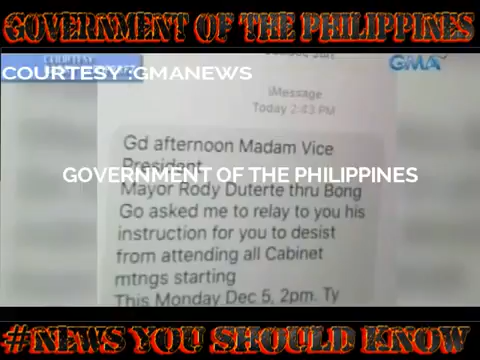 GOVERNMENT OF THE PHILIPPINES
COURTESY :GMANEWS
GMA
iMessage
Today 2:43 PM
Gd afternoon Madam Vice
President
GOVERNMENT OF THE PHILIPPINES
Mayor Rody Duterte thru Bong
Go asked me to relay to you his
instruction for you to desist
from attending all Cabinet
mtngs starting
This Monday Dec 5, 2pm. Ty
#NEWS YOU SHOULD KNOW